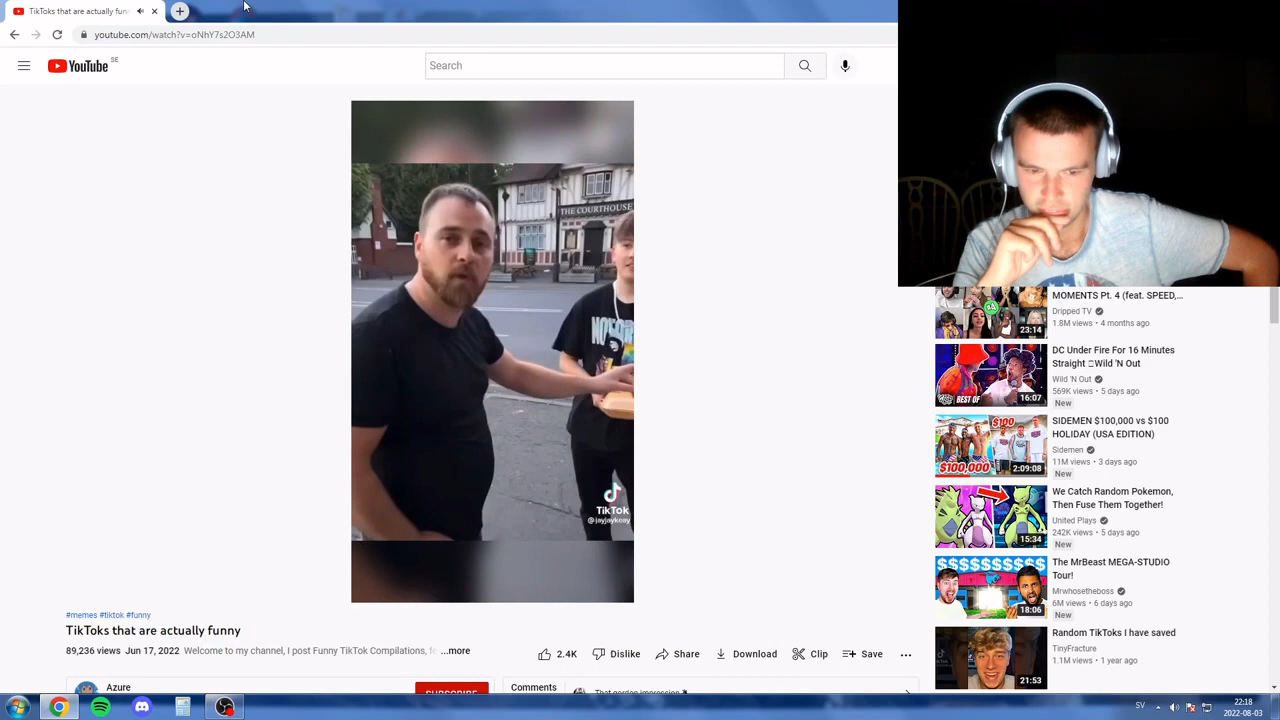 TikToks that are actually funn
youtube.com/watch?v=oNhY7s2O3AM
YouTube SE
Search
THE COURTHOUSE
TikTok
@jayjaykcay
#memes #tiktok #funny
TikToks that are actually funny
89,236 views Jun 17, 2022 Welcome to my channel, I post Funny TikTok Compilations, ...more
2.4K Dislike Share Download Clip Save
Azure
SUBSCRIBE
Comments
That gordon impression
MOMENTS Pt. 4 (feat. SPEED,...
Dripped TV
1.8M views • 4 months ago
23:14
DC Under Fire For 16 Minutes
Straight Wild 'N Out
Wild 'N Out
569K views • 5 days ago
New
BEST OF
16:07
SIDEMEN $100,000 vs $100
HOLIDAY (USA EDITION)
Sidemen
11M views • 3 days ago
New
$100
$100,000
2:09:08
We Catch Random Pokemon,
Then Fuse Them Together!
United Plays
242K views • 5 days ago
New
15:34
The MrBeast MEGA-STUDIO
Tour!
Mrwhosetheboss
6M views • 6 days ago
New
$$$$$$$$$
18:06
Random TikToks I have saved
TinyFracture
1.1M views • 1 year ago
21:53
SV
22:18
2022-08-03